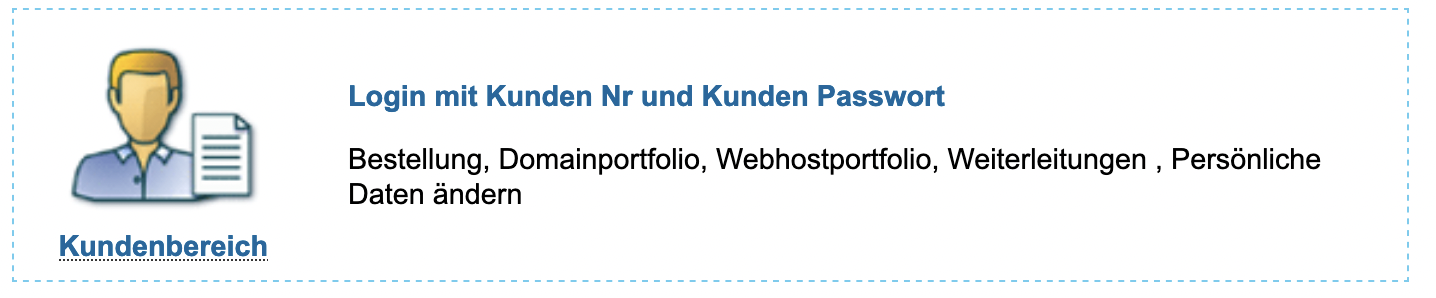 Login mit Kunden Nr und Kunden Passwort
Bestellung, Domainportfolio, Webhostportfolio, Weiterleitungen , Persönliche
Daten ändern
Kundenbereich